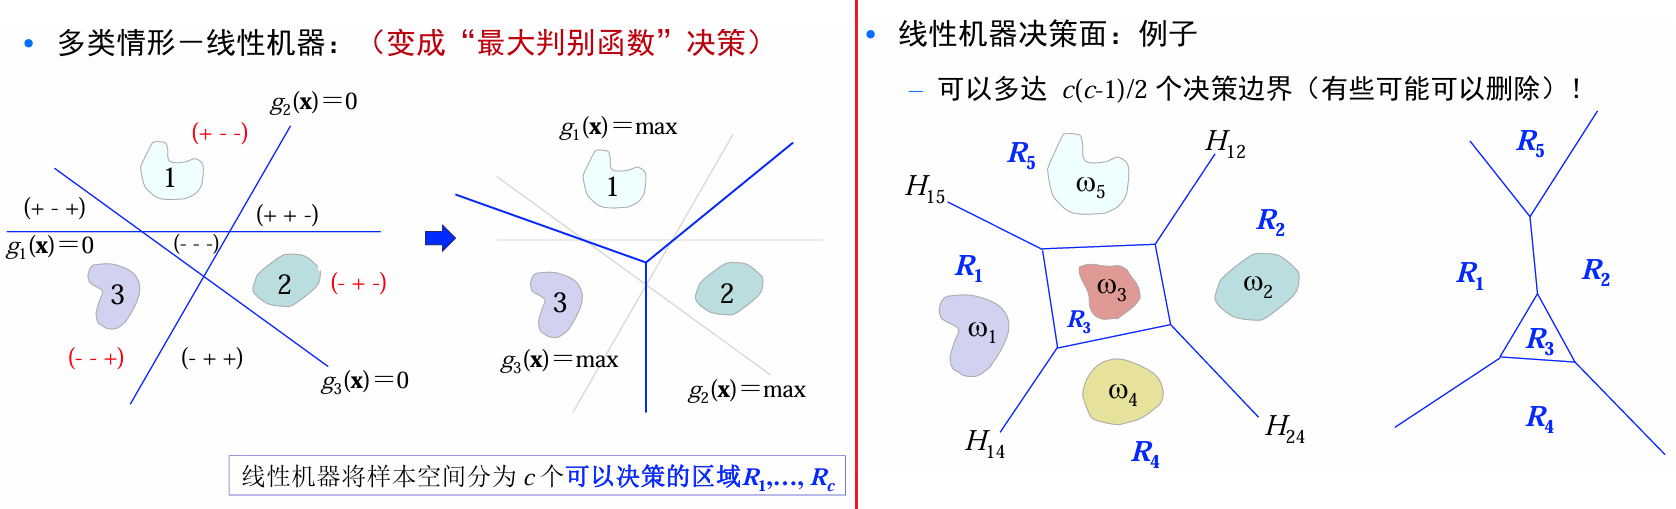 • 多类情形－线性机器：（变成“最大判别函数”决策）
g2(x)＝0
(+ - -)
1
(+ - +)
(+ + -)
g1(x)＝0
(- - -)
3
2
(- + -)
(- - +)
(- + +)
g3(x)＝0
g1(x)＝max
1
3
2
g3(x)＝max
g2(x)＝max
线性机器将样本空间分为 c 个可以决策的区域R1,…, Rc
• 线性机器决策面：例子
– 可以多达 c(c-1)/2 个决策边界（有些可能可以删除）！
R5
H12
ω5
H15
R2
R1
ω3
ω2
R3
ω1
ω4
H14
H24
R4
R5
R1
R2
R3
R4